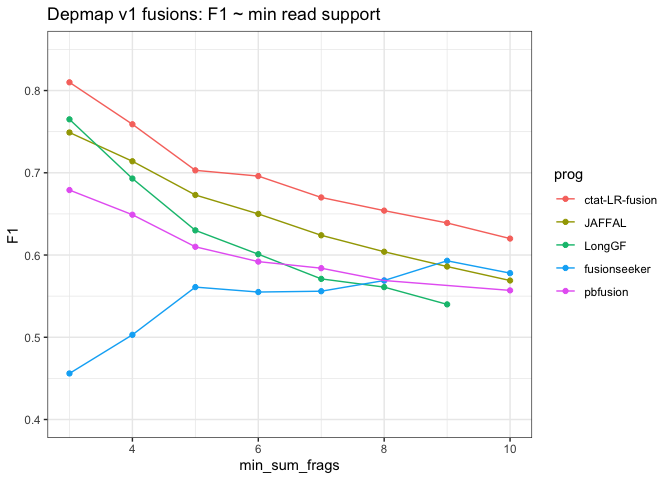 Depmap v1 fusions: F1 ~ min read support
0.8
0.7
0.6
0.5
0.4
F1
4
6
8
10
min_sum_frags
prog
ctat-LR-fusion
JAFFAL
LongGF
fusionseeker
pbfusion